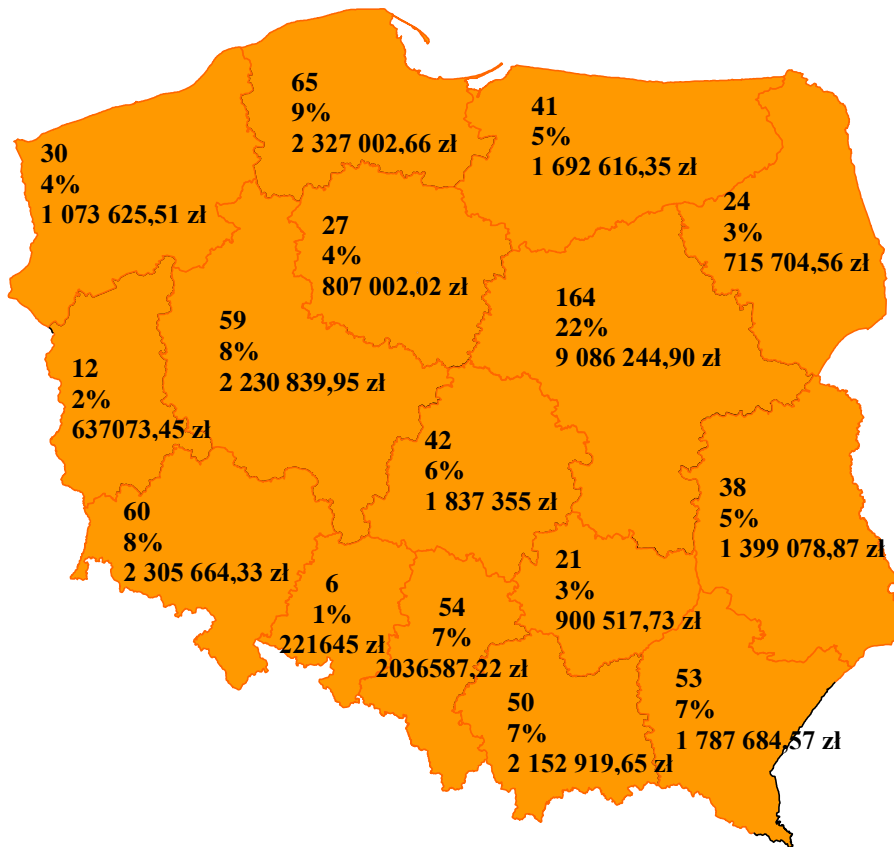 65
9%
2 327 002,66 zł
41
5%
1 692 616,35 zł
30
4%
1 073 625,51 zł
24
3%
715 704,56 zł
27
4%
807 002,02 zł
164
22%
9 086 244,90 zł
59
8%
2 230 839,95 zł
12
2%
637073,45 zł
42
6%
1 837 355 zł
38
5%
1 399 078,87 zł
60
8%
2 305 664,33 zł
21
3%
900 517,73 zł
6
1%
221645 zł
54
7%
2036587,22 zł
53
7%
1 787 684,57 zł
50
7%
2 152 919,65 zł